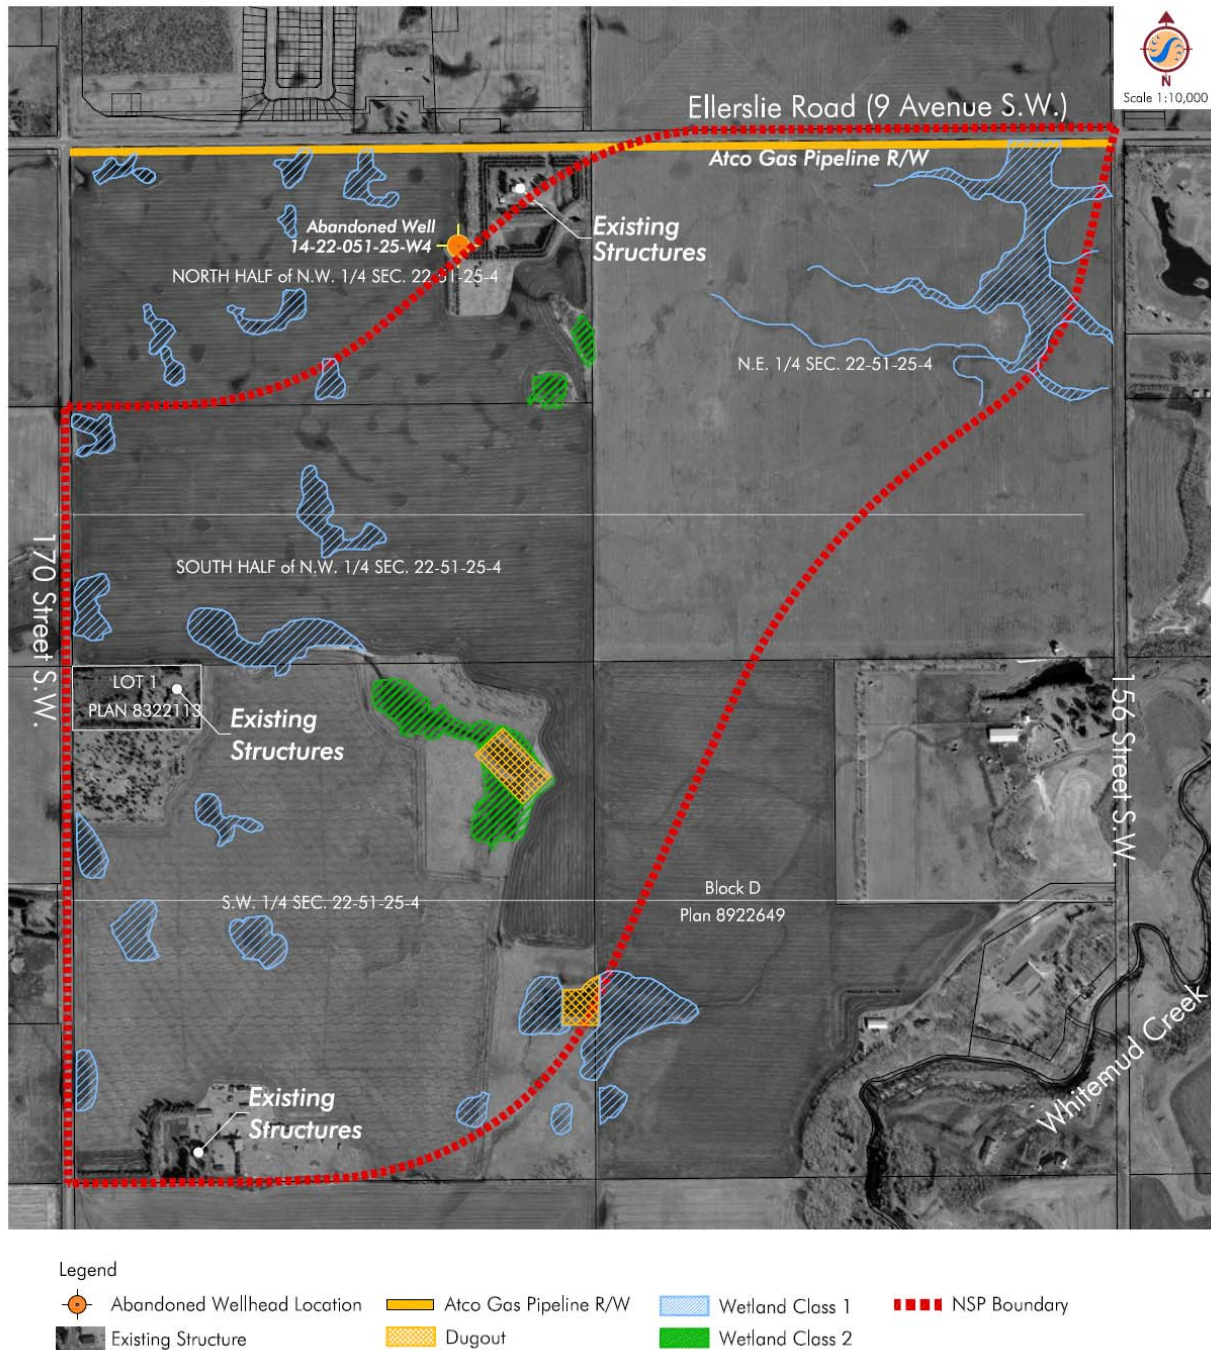 N
Scale 1:10,000
Ellerslie Road (9 Avenue S.W.)
Atco Gas Pipeline R/W
Abandoned Well
14-22-051-25-W4
Existing
Structures
NORTH HALF of N.W. 1/4 SEC. 22-51-25-4
N.E. 1/4 SEC. 22-51-25-4
170 Street S.W.
SOUTH HALF of N.W. 1/4 SEC. 22-51-25-4
LOT 1
PLAN 8322113
Existing
Structures
156 Street S.W.
S.W. 1/4 SEC. 22-51-25-4
Block D
Plan 8922649
Whitemud Creek
Existing
Structures
Legend
Abandoned Wellhead Location
Atco Gas Pipeline R/W
Wetland Class 1
NSP Boundary
Existing Structure
Dugout
Wetland Class 2